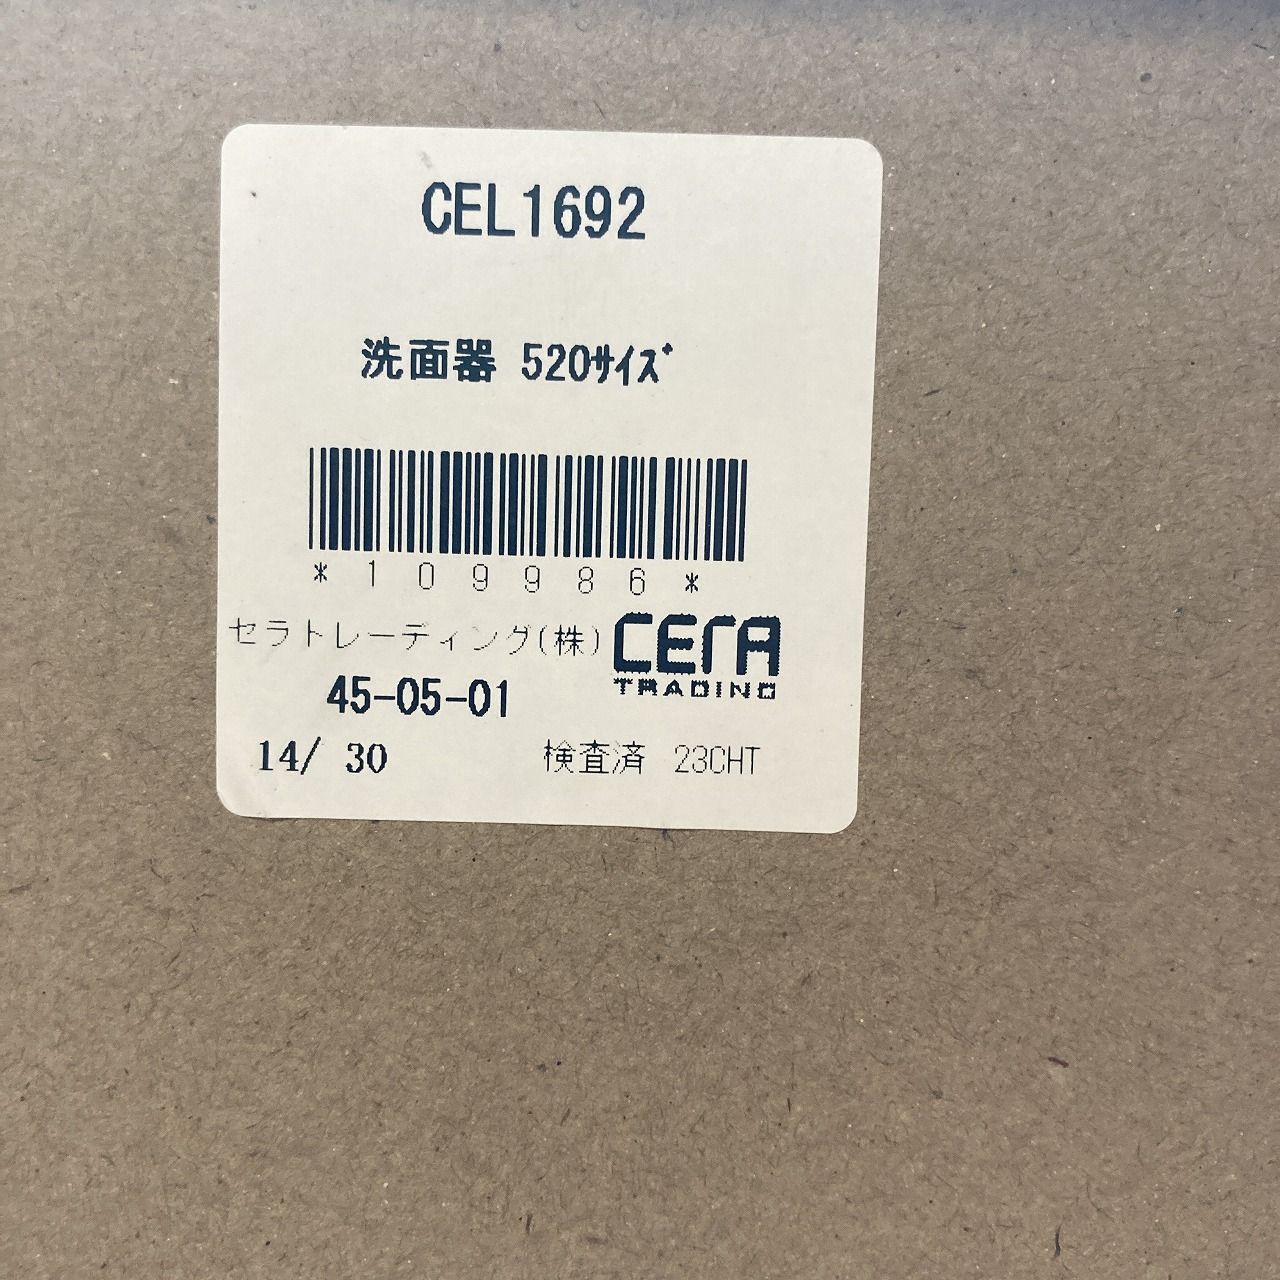 CEL1692
洗面器 520ｻｲｽﾞ
*109986*
セラトレーディング(株) CERA
TRADING
45-05-01
14/ 30 検査済 23CHT